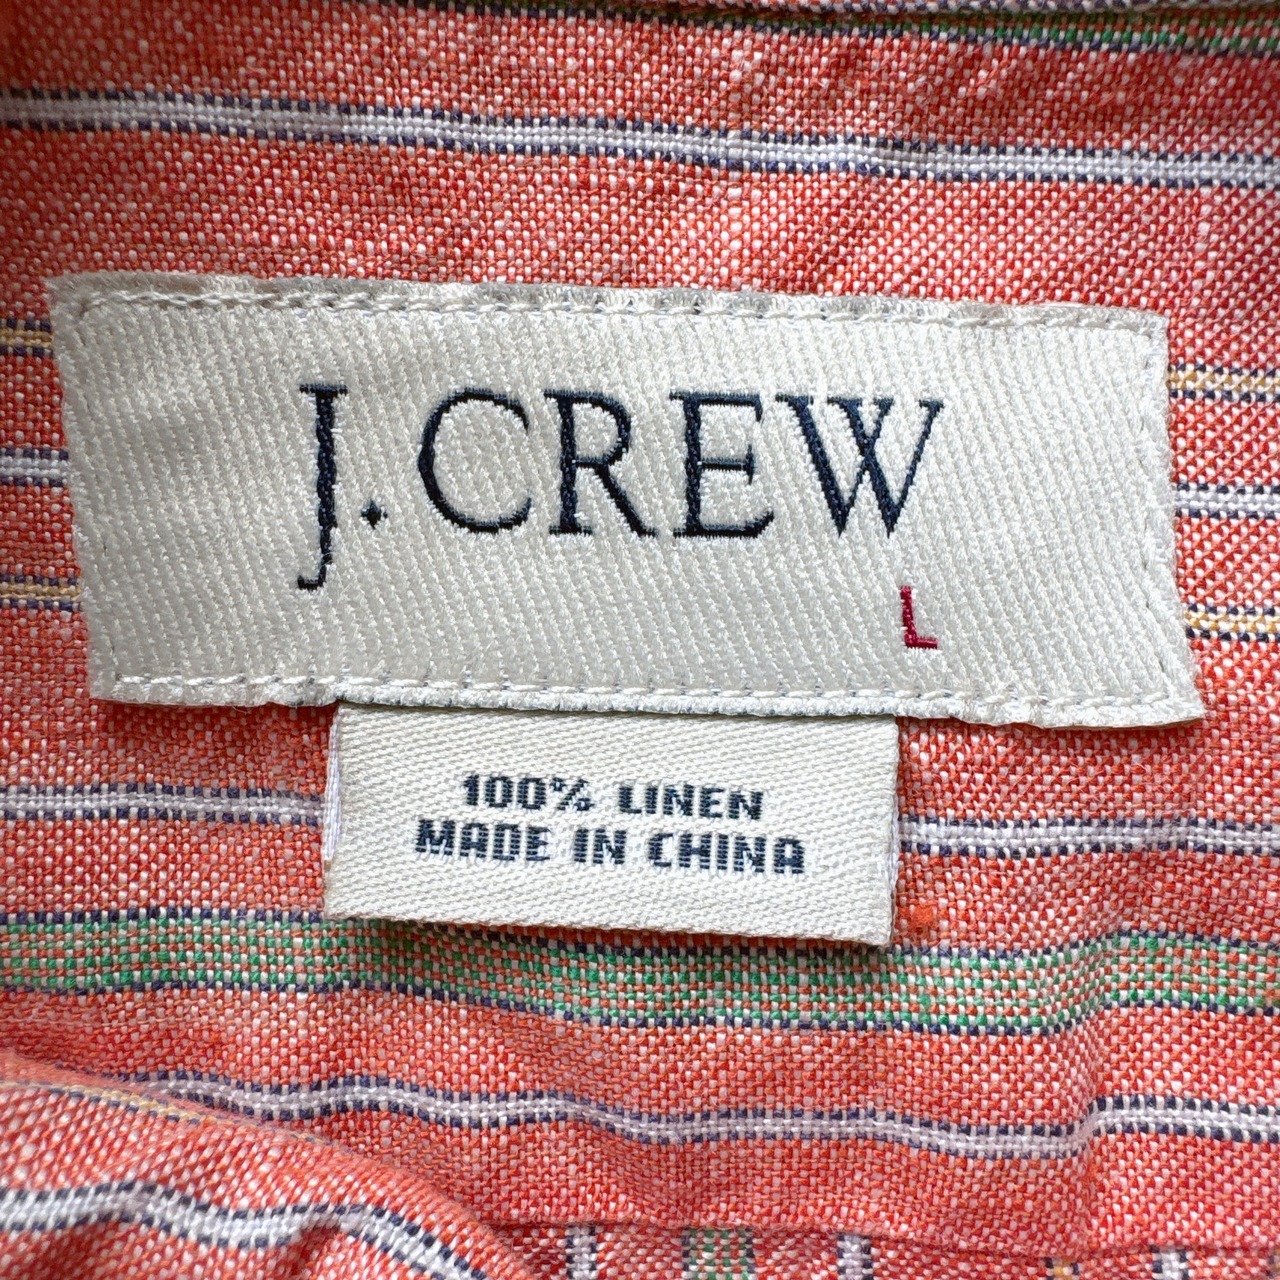 J. CREW
L
100% LINEN
MADE IN CHINA